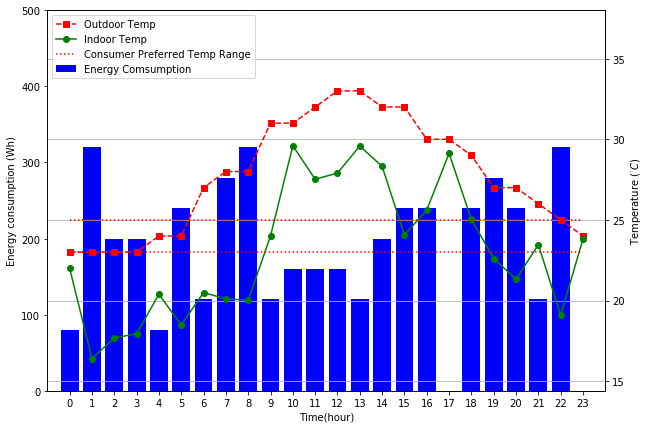 Outdoor Temp
Indoor Temp
Consumer Preferred Temp Range
Energy Comsumption
Energy consumption (Wh)
500
400
300
200
100
0
35
30
25
20
15
Temperature (°C)
0 1 2 3 4 5 6 7 8 9 10 11 12 13 14 15 16 17 18 19 20 21 22 23
Time(hour)